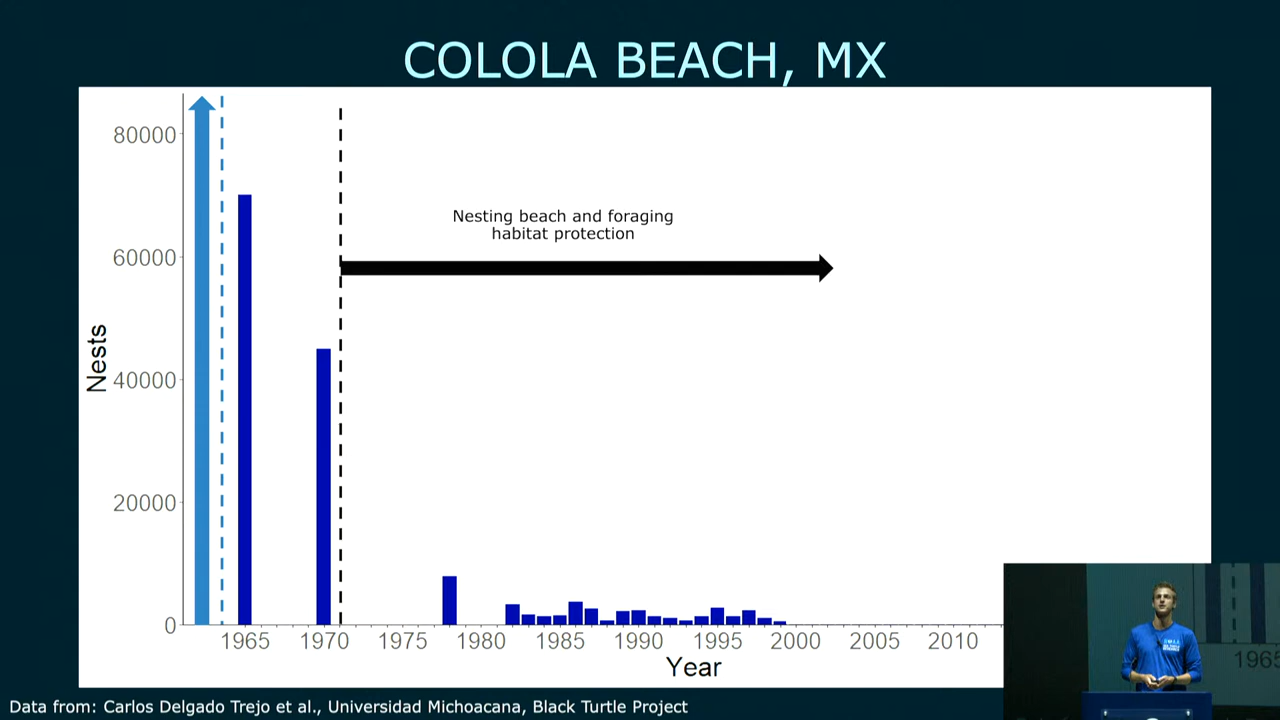 COLOLA BEACH, MX
80000
60000
40000
20000
0
Nests
Nesting beach and foraging
habitat protection
1965 1970 1975 1980 1985 1990 1995 2000 2005 2010
Year
1965
Data from: Carlos Delgado Trejo et al., Universidad Michoacana, Black Turtle Project